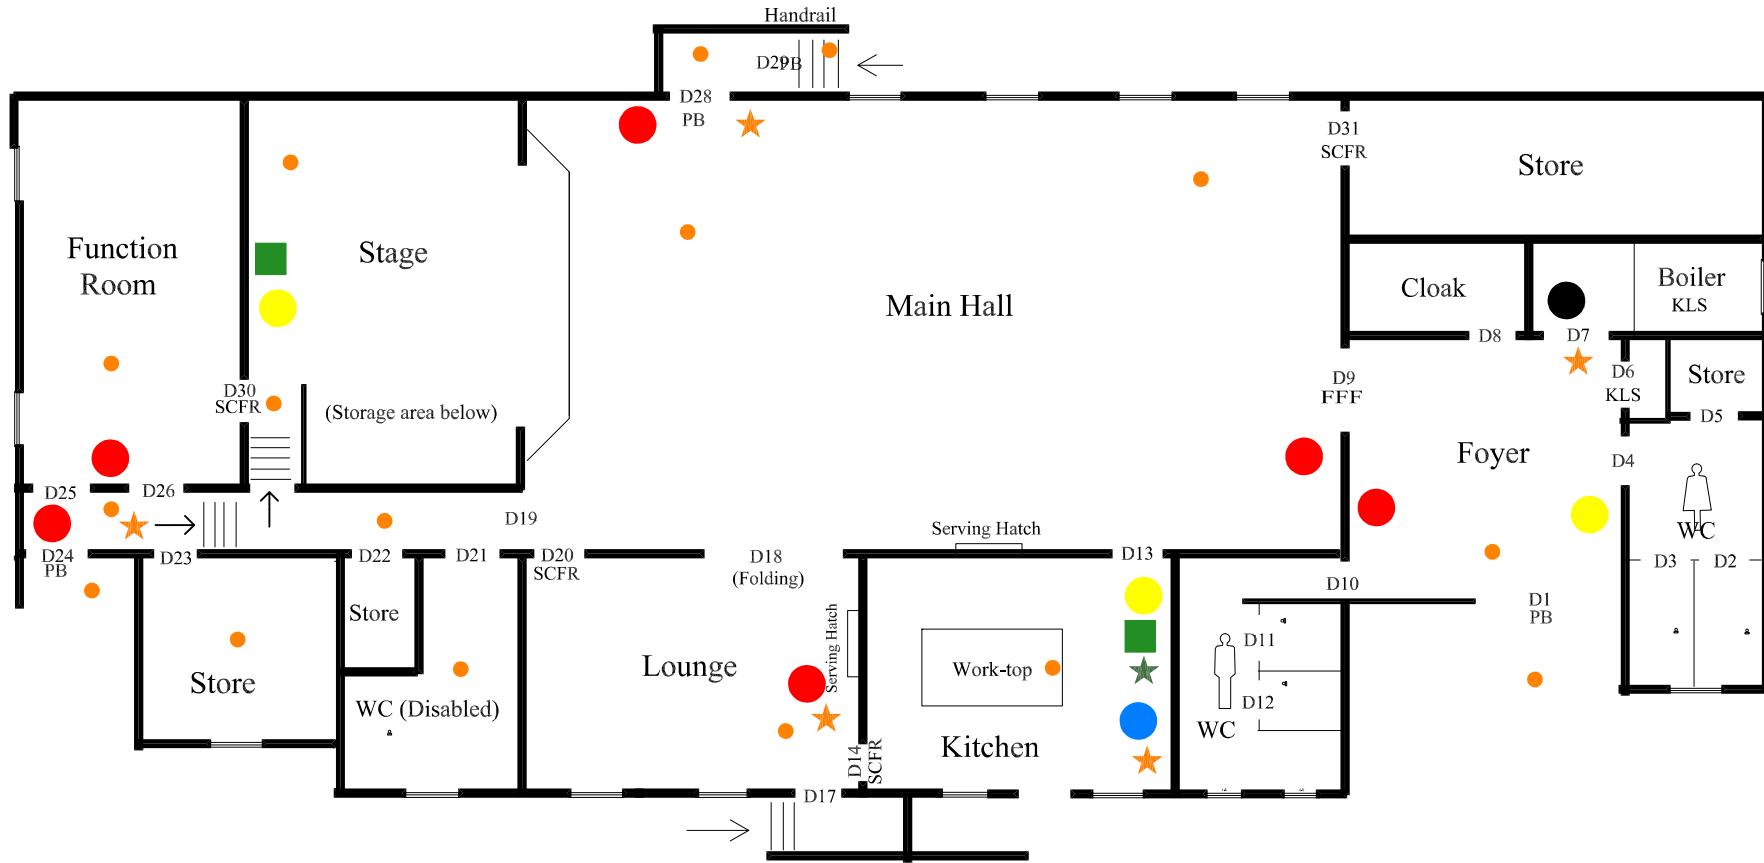 Handrail
D29
PB
D28
PB
D31
SCFR
Store
Function
Room
Stage
Main Hall
Cloak
Boiler
KLS
D8
D7
D6
KLS
Store
D5
D30
SCFR
(Storage area below)
D9
FFF
Foyer
D4
WC
D25
D26
D19
Serving Hatch
D24
PB
D23
D22
D21
D20
SCFR
D18
(Folding)
D13
D3
D2
D10
D1
PB
Store
Serving Hatch
D11
Store
Lounge
Work-top
D12
WC (Disabled)
WC
Kitchen
D14
SCFR
D17